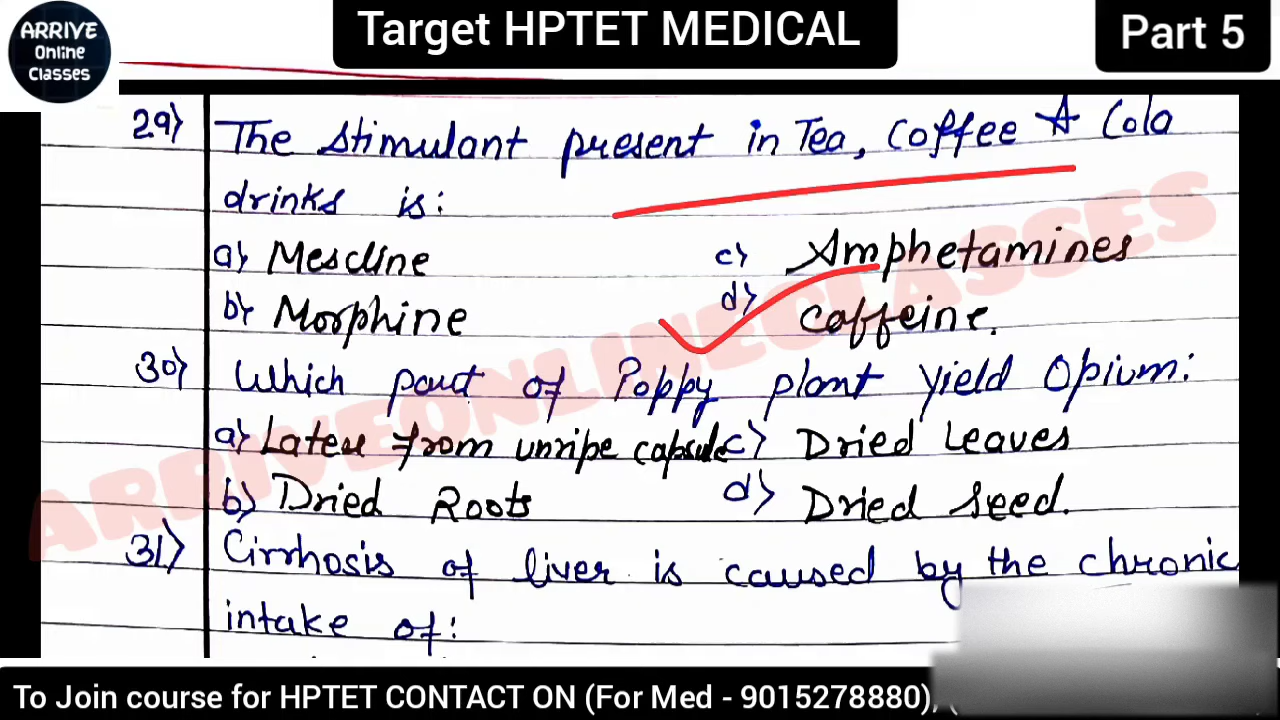 ARRIVE
Online
Classes
Target HPTET MEDICAL
Part 5
29) The Stimulant present in Tea, Coffee & Cola
drinks is:
a) Mescline
c) Amphetamines
b) Morphine
d) Caffeine.
30) Which part of Poppy plant yield Opium:
a) Latex from unripe capsule
c) Dried Leaves
b) Dried Roots
d) Dried Seed.
31) Cirrhosis of liver is caused by the chronic
intake of:
ARRIVEONLINECLASSES
To Join course for HPTET CONTACT ON (For Med - 9015278880), (